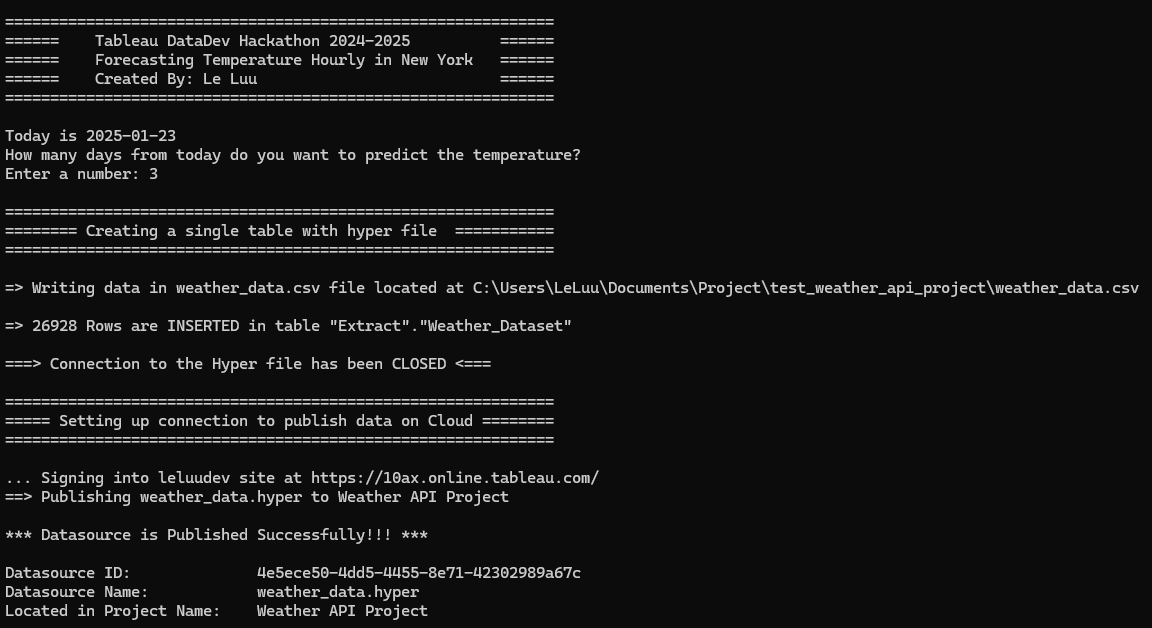 =============================================================
======    Tableau DataDev Hackathon 2024-2025          ======
======    Forecasting Temperature Hourly in New York   ======
======    Created By: Le Luu                           ======
=============================================================
Today is 2025-01-23
How many days from today do you want to predict the temperature?
Enter a number: 3
=============================================================
======== Creating a single table with hyper file  ===========
=============================================================
=> Writing data in weather_data.csv file located at C:\Users\LeLuu\Documents\Project\test_weather_api_project\weather_data.csv
=> 26928 Rows are INSERTED in table "Extract"."Weather_Dataset"
===> Connection to the Hyper file has been CLOSED <===
=============================================================
===== Setting up connection to publish data on Cloud ========
=============================================================
... Signing into leluudev site at https://10ax.online.tableau.com/
==> Publishing weather_data.hyper to Weather API Project
*** Datasource is Published Successfully!!! ***
Datasource ID:              4e5ece50-4dd5-4455-8e71-42302989a67c
Datasource Name:            weather_data.hyper
Located in Project Name:    Weather API Project